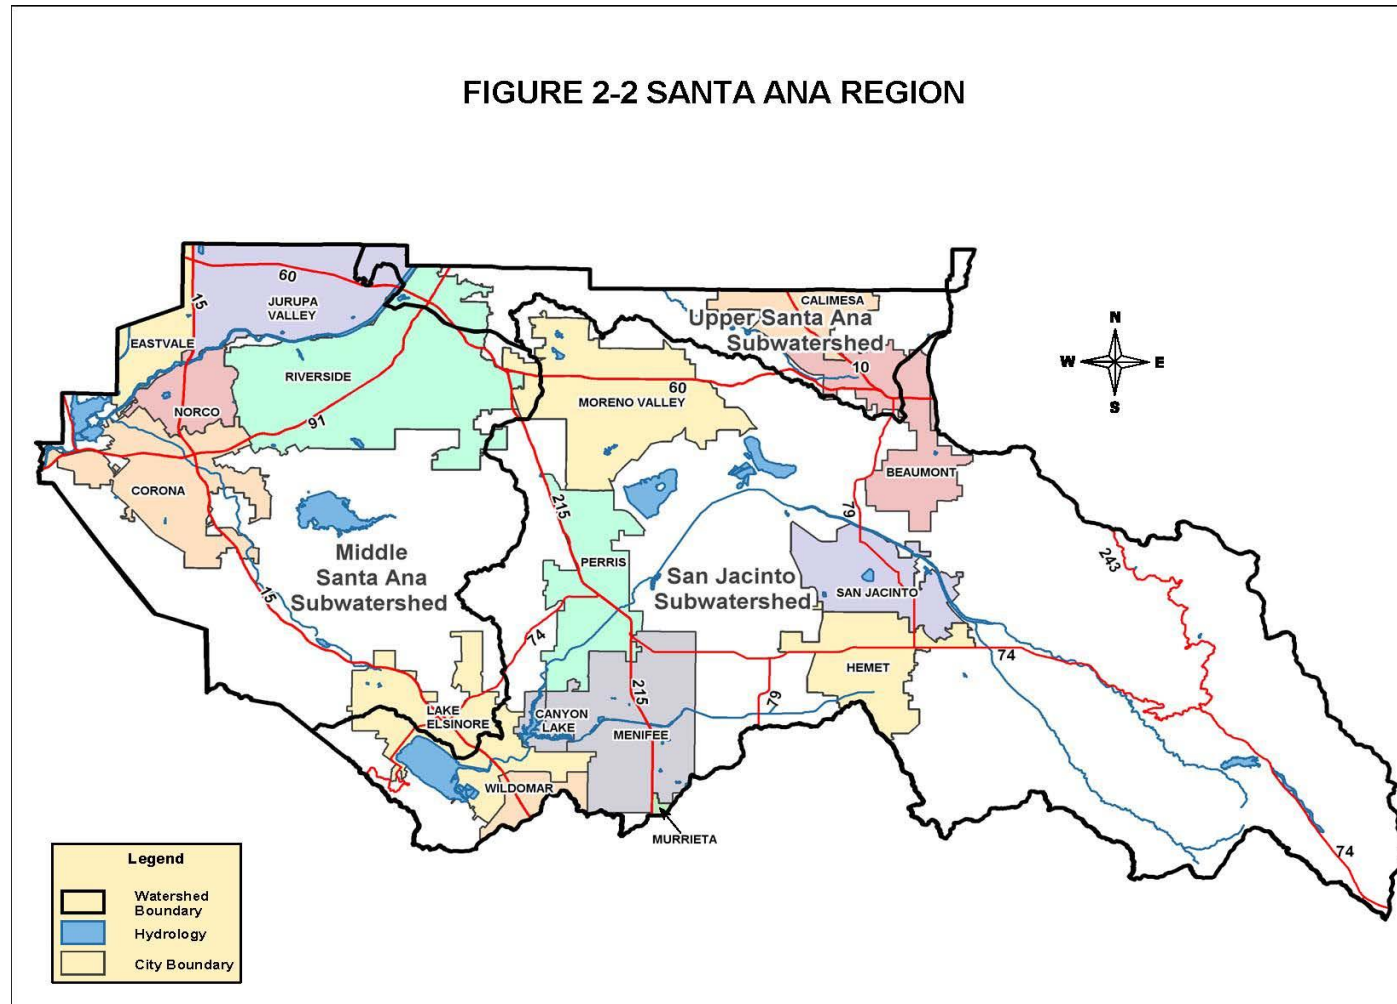 FIGURE 2-2 SANTA ANA REGION
60
JURUPA
VALLEY
15
EASTVALE
CALIMESA
Upper Santa Ana
Subwatershed
10
N
W
E
S
RIVERSIDE
60
MORENO VALLEY
NORCO
91
BEAUMONT
CORONA
215
79
Middle
Santa Ana
Subwatershed
PERRIS
San Jacinto
Subwatershed
SAN JACINTO
243
15
74
HEMET
74
215
79
LAKE
ELSINORE
CANYON
LAKE
MENIFEE
WILDOMAR
MURRIETA
74
Legend
Watershed
Boundary
Hydrology
City Boundary